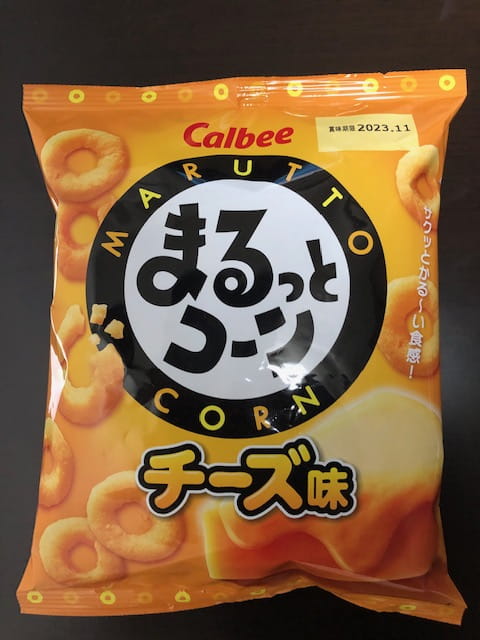 Calbee
賞味期限 2023.11
MARUTTO
まるっと
コーン
CORN
サクッとかる～い食感！
チーズ味